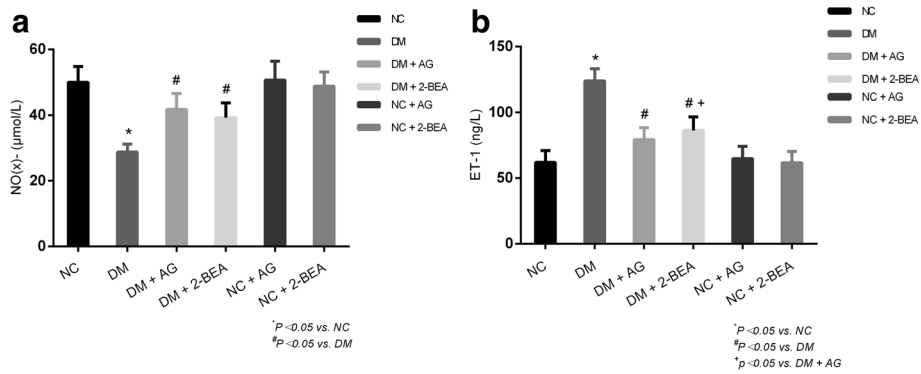 a
NO(x)- (µmol/L)
60
40
20
0
NC
DM
DM + AG
DM + 2-BEA
NC + AG
NC + 2-BEA
*
#
#
NC
DM
DM + AG
DM + 2-BEA
NC + AG
NC + 2-BEA
*P <0.05 vs. NC
#P <0.05 vs. DM
b
ET-1 (ng/L)
150
100
50
0
NC
DM
DM + AG
DM + 2-BEA
NC + AG
NC + 2-BEA
*
#
# +
NC
DM
DM + AG
DM + 2-BEA
NC + AG
NC + 2-BEA
*P <0.05 vs. NC
#P <0.05 vs. DM
+p <0.05 vs. DM + AG